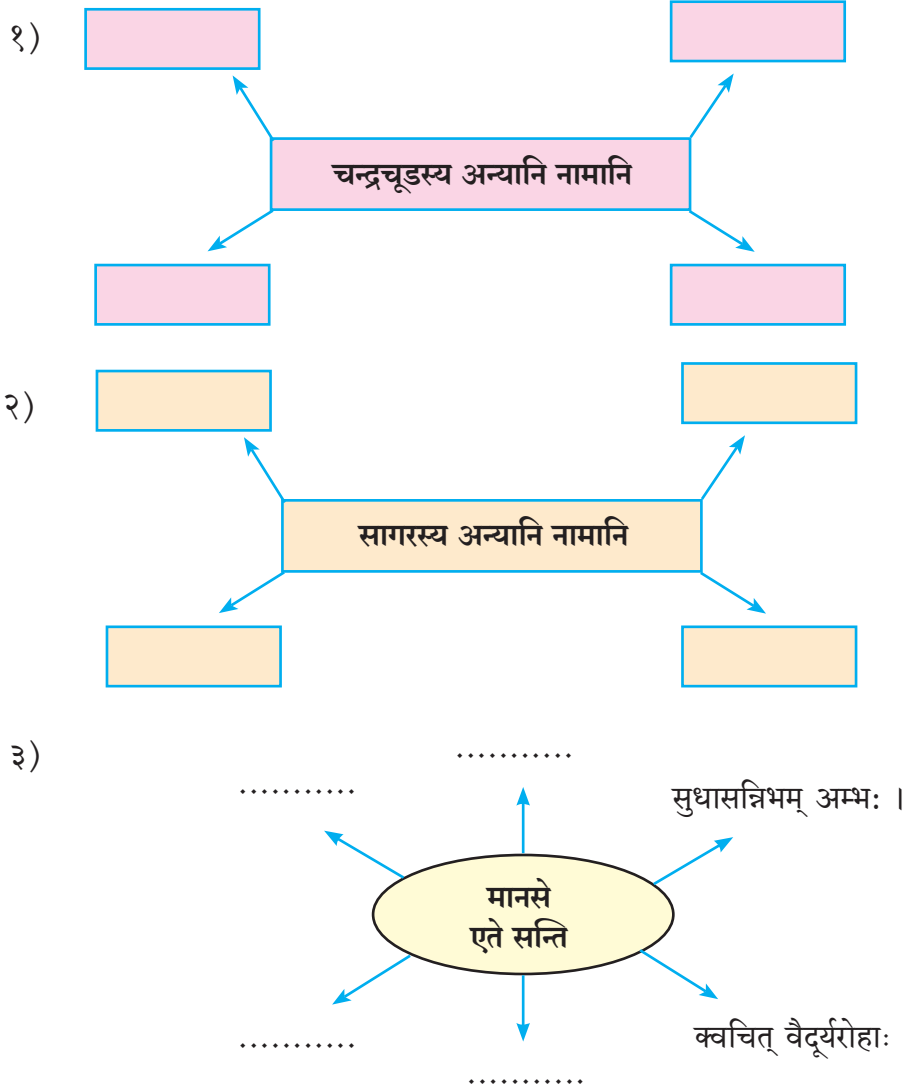 १)
चन्द्रचूडस्य अन्यानि नामानि
२)
सागरस्य अन्यानि नामानि
३)
...........
...........
सुधासन्निभम् अम्भ: ।
मानसे
एते सन्ति
क्वचित् वैदूर्यरोहाः
...........
...........